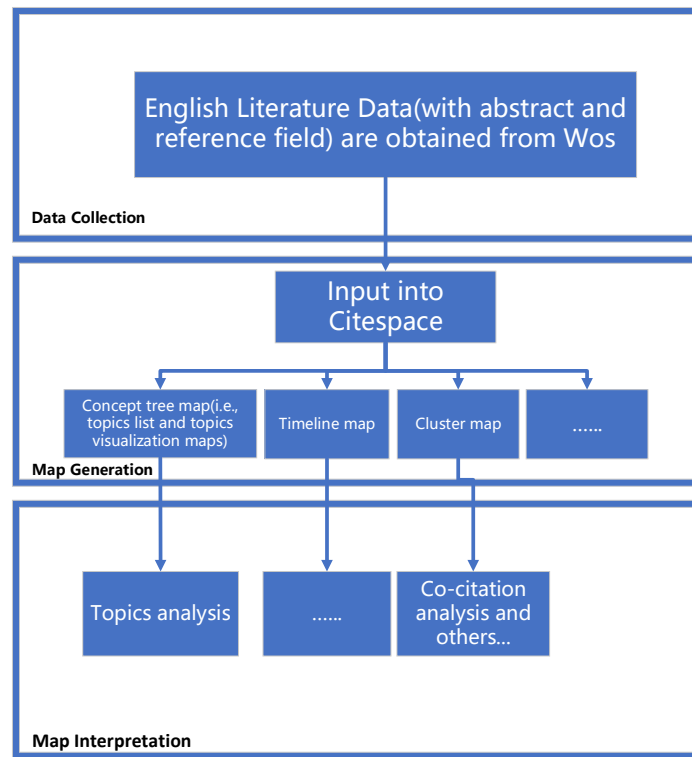 English Literature Data(with abstract and
reference field) are obtained from Wos
Data Collection
Input into
Citespace
Concept tree map(i.e.,
topics list and topics
visualization maps)
Timeline map
Cluster map
......
Map Generation
Topics analysis
......
Co-citation
analysis and
others...
Map Interpretation